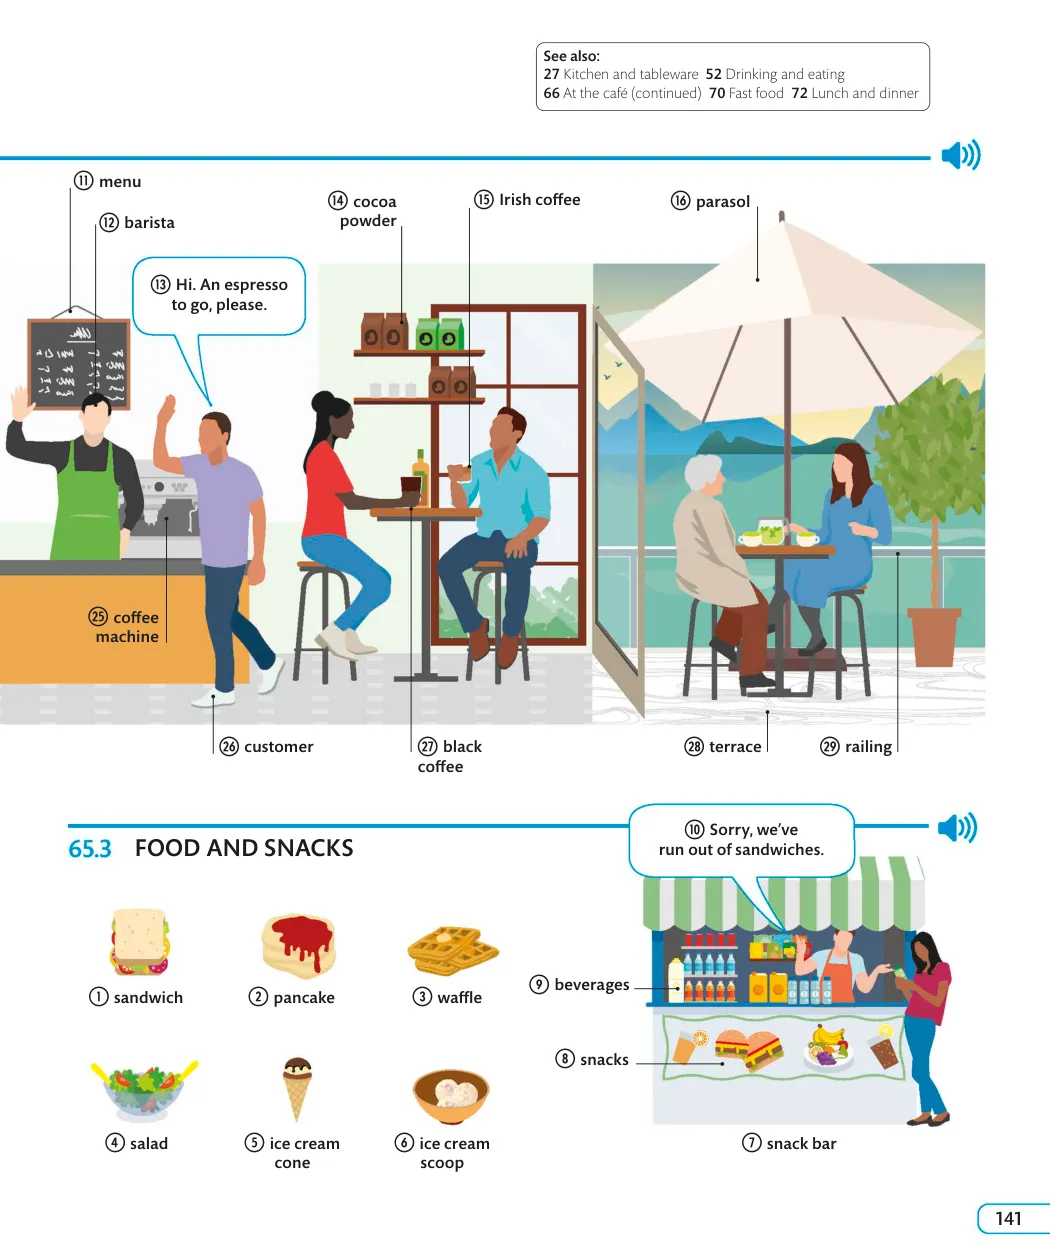 See also:
27 Kitchen and tableware 52 Drinking and eating
66 At the café (continued) 70 Fast food 72 Lunch and dinner
⑪ menu
⑫ barista
⑬ Hi. An espresso
to go, please.
⑭ cocoa
powder
⑮ Irish coffee
⑯ parasol
㉕ coffee
machine
㉖ customer
㉗ black
coffee
㉘ terrace
㉙ railing
65.3 FOOD AND SNACKS
① sandwich
② pancake
③ waffle
④ salad
⑤ ice cream
cone
⑥ ice cream
scoop
⑩ Sorry, we've
run out of sandwiches.
⑨ beverages
⑧ snacks
⑦ snack bar
141